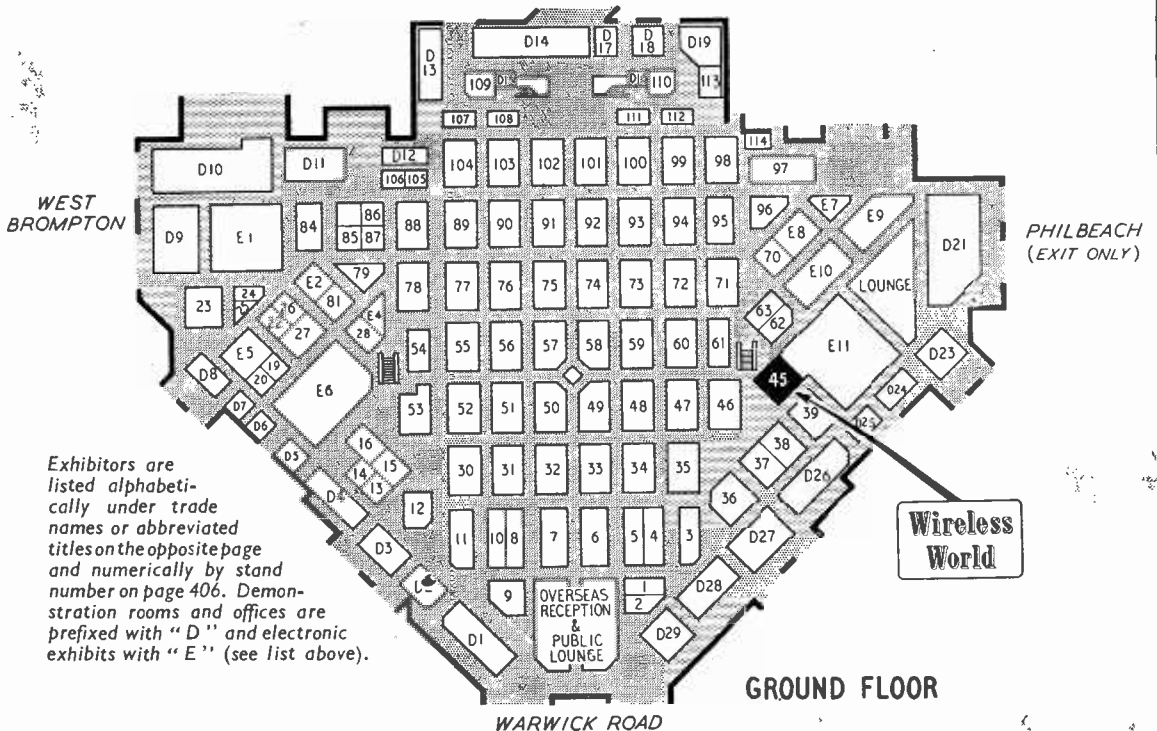 D14
D
17
D
18
D19
D
13
109
110
113
107
108
111
112
114
D10
D11
D12
106 105
104
103
102
101
100
99
98
97
WEST
BROMPTON
D9
E1
84
86
85 87
88
89
90
91
92
93
94
95
96
E7
E8
E9
70
D21
PHILBEACH
(EXIT ONLY)
79
E2
81
78
77
76
75
74
73
72
71
E10
LOUNGE
23
24
27
E4
28
63
62
E5
19
20
54
55
56
57
58
59
60
61
E11
D23
D8
E6
45
D24
D7
D6
53
52
51
50
49
48
47
46
39
D5
16
15
14
13
30
31
32
33
34
35
38
37
D26
36
D4
12
Exhibitors are
listed alphabeti-
cally under trade
names or abbreviated
titles on the opposite page
and numerically by stand
number on page 406. Demon-
stration rooms and offices are
prefixed with "D" and electronic
exhibits with "E" (see list above).
D3
11
10 8
7
6
5 4
3
D27
Wireless
World
9
OVERSEAS
RECEPTION
&
PUBLIC
LOUNGE
1
2
D28
D1
D29
GROUND FLOOR
WARWICK ROAD